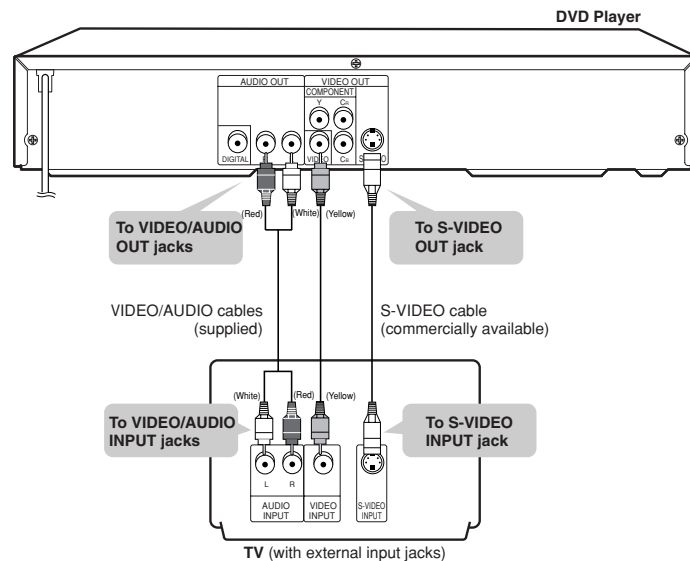 DVD Player
AUDIO OUT
VIDEO OUT
COMPONENT
Y
CR
DIGITAL
VIDEO
CB
(Red)
(White)
(Yellow)
To VIDEO/AUDIO
OUT jacks
To S-VIDEO
OUT jack
VIDEO/AUDIO cables
(supplied)
S-VIDEO cable
(commercially available)
(White)
(Red)
(Yellow)
To VIDEO/AUDIO
INPUT jacks
To S-VIDEO
INPUT jack
L
R
AUDIO
INPUT
VIDEO
INPUT
S-VIDEO
INPUT
TV (with external input jacks)